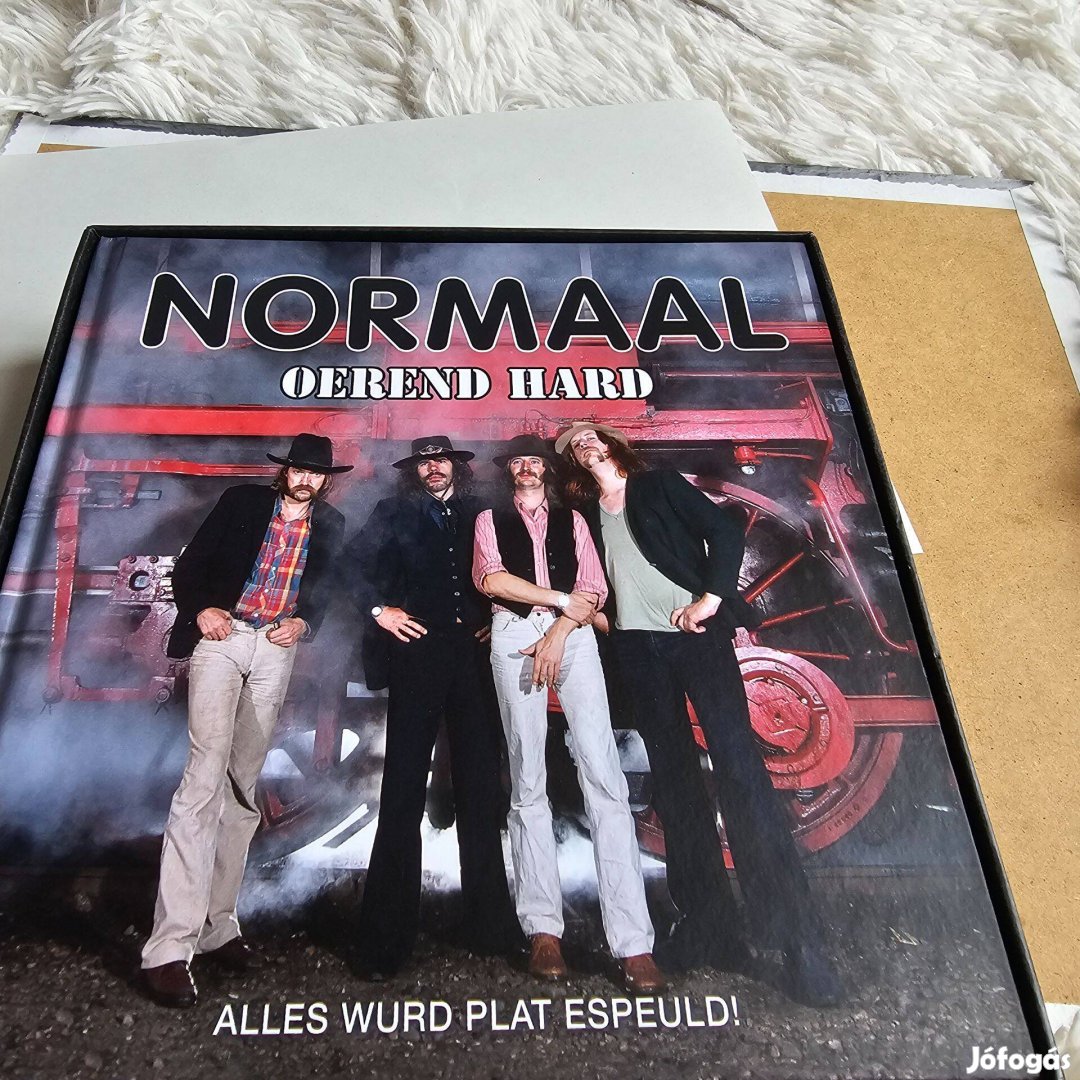 NORMAAL
OEREND HARD
ALLES WURD PLAT ESPEULD!
Jófogás